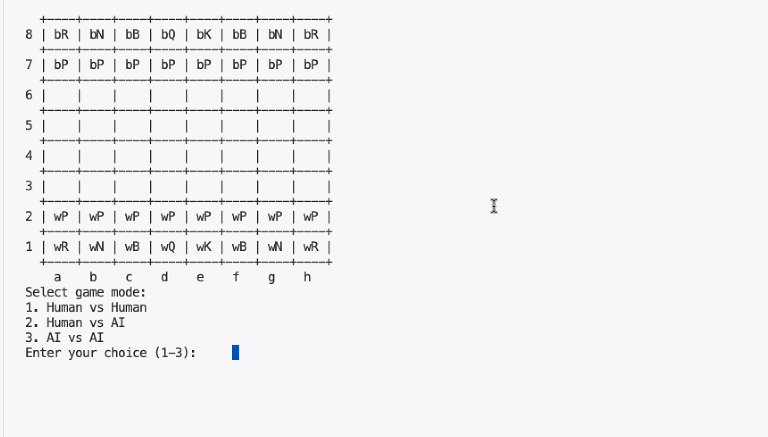 +----+----+----+----+----+----+----+----+
8 | bR | bN | bB | bQ | bK | bB | bN | bR |
+----+----+----+----+----+----+----+----+
7 | bP | bP | bP | bP | bP | bP | bP | bP |
+----+----+----+----+----+----+----+----+
6 |    |    |    |    |    |    |    |    |
+----+----+----+----+----+----+----+----+
5 |    |    |    |    |    |    |    |    |
+----+----+----+----+----+----+----+----+
4 |    |    |    |    |    |    |    |    |
+----+----+----+----+----+----+----+----+
3 |    |    |    |    |    |    |    |    |
+----+----+----+----+----+----+----+----+
2 | wP | wP | wP | wP | wP | wP | wP | wP |
+----+----+----+----+----+----+----+----+
1 | wR | wN | wB | wQ | wK | wB | wN | wR |
+----+----+----+----+----+----+----+----+
a    b    c    d    e    f    g    h
Select game mode:
1. Human vs Human
2. Human vs AI
3. AI vs AI
Enter your choice (1-3):